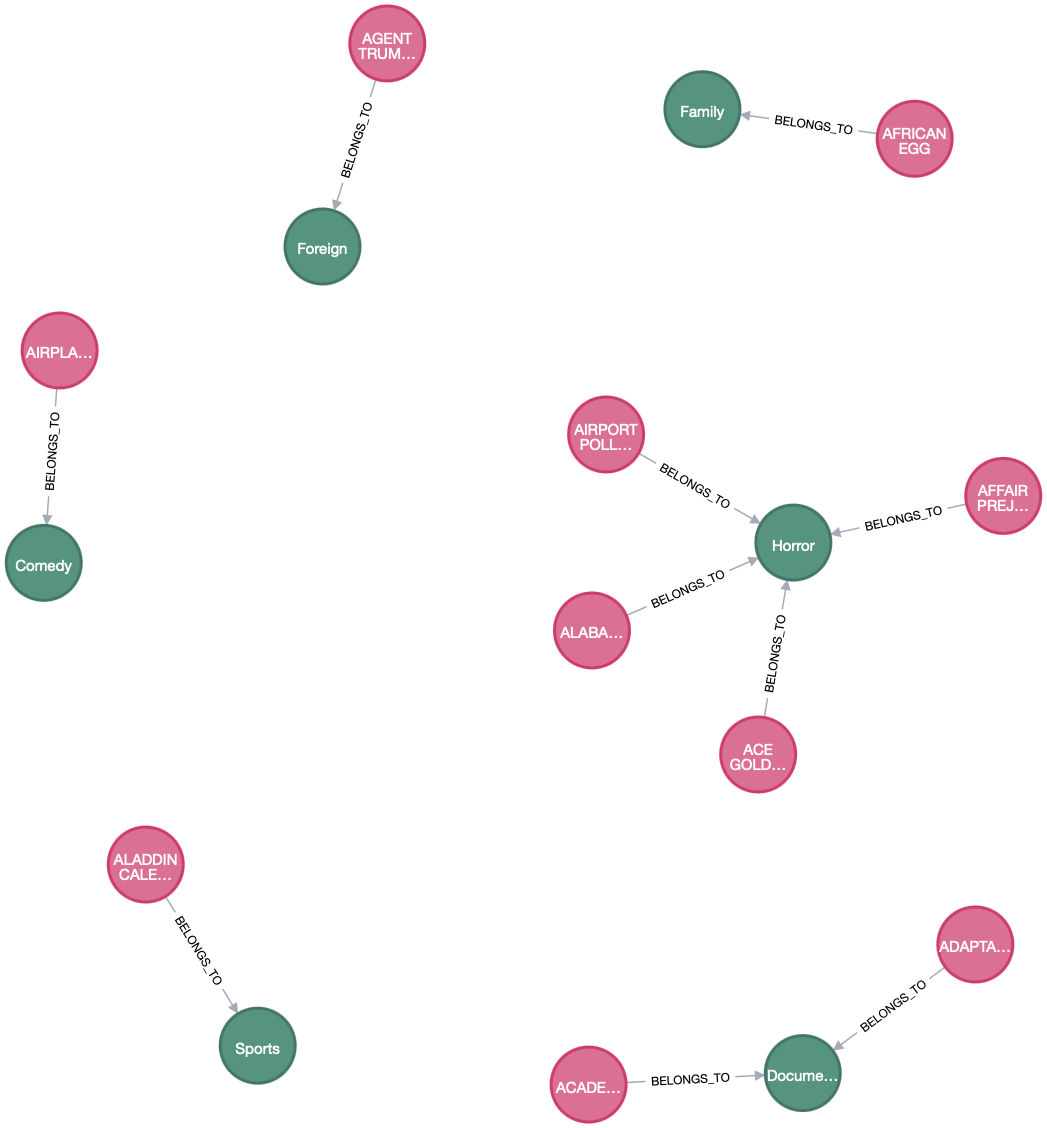 AGENT
TRUM...
BELONGS_TO
Foreign
Family
BELONGS_TO
AFRICAN
EGG
AIRPLA...
BELONGS_TO
Comedy
AIRPORT
POLL...
BELONGS_TO
AFFAIR
PREJ...
BELONGS_TO
Horror
ALABA...
BELONGS_TO
BELONGS_TO
ACE
GOLD...
ALADDIN
CALE...
BELONGS_TO
Sports
ADAPTA...
BELONGS_TO
ACADE...
BELONGS_TO
Docume...